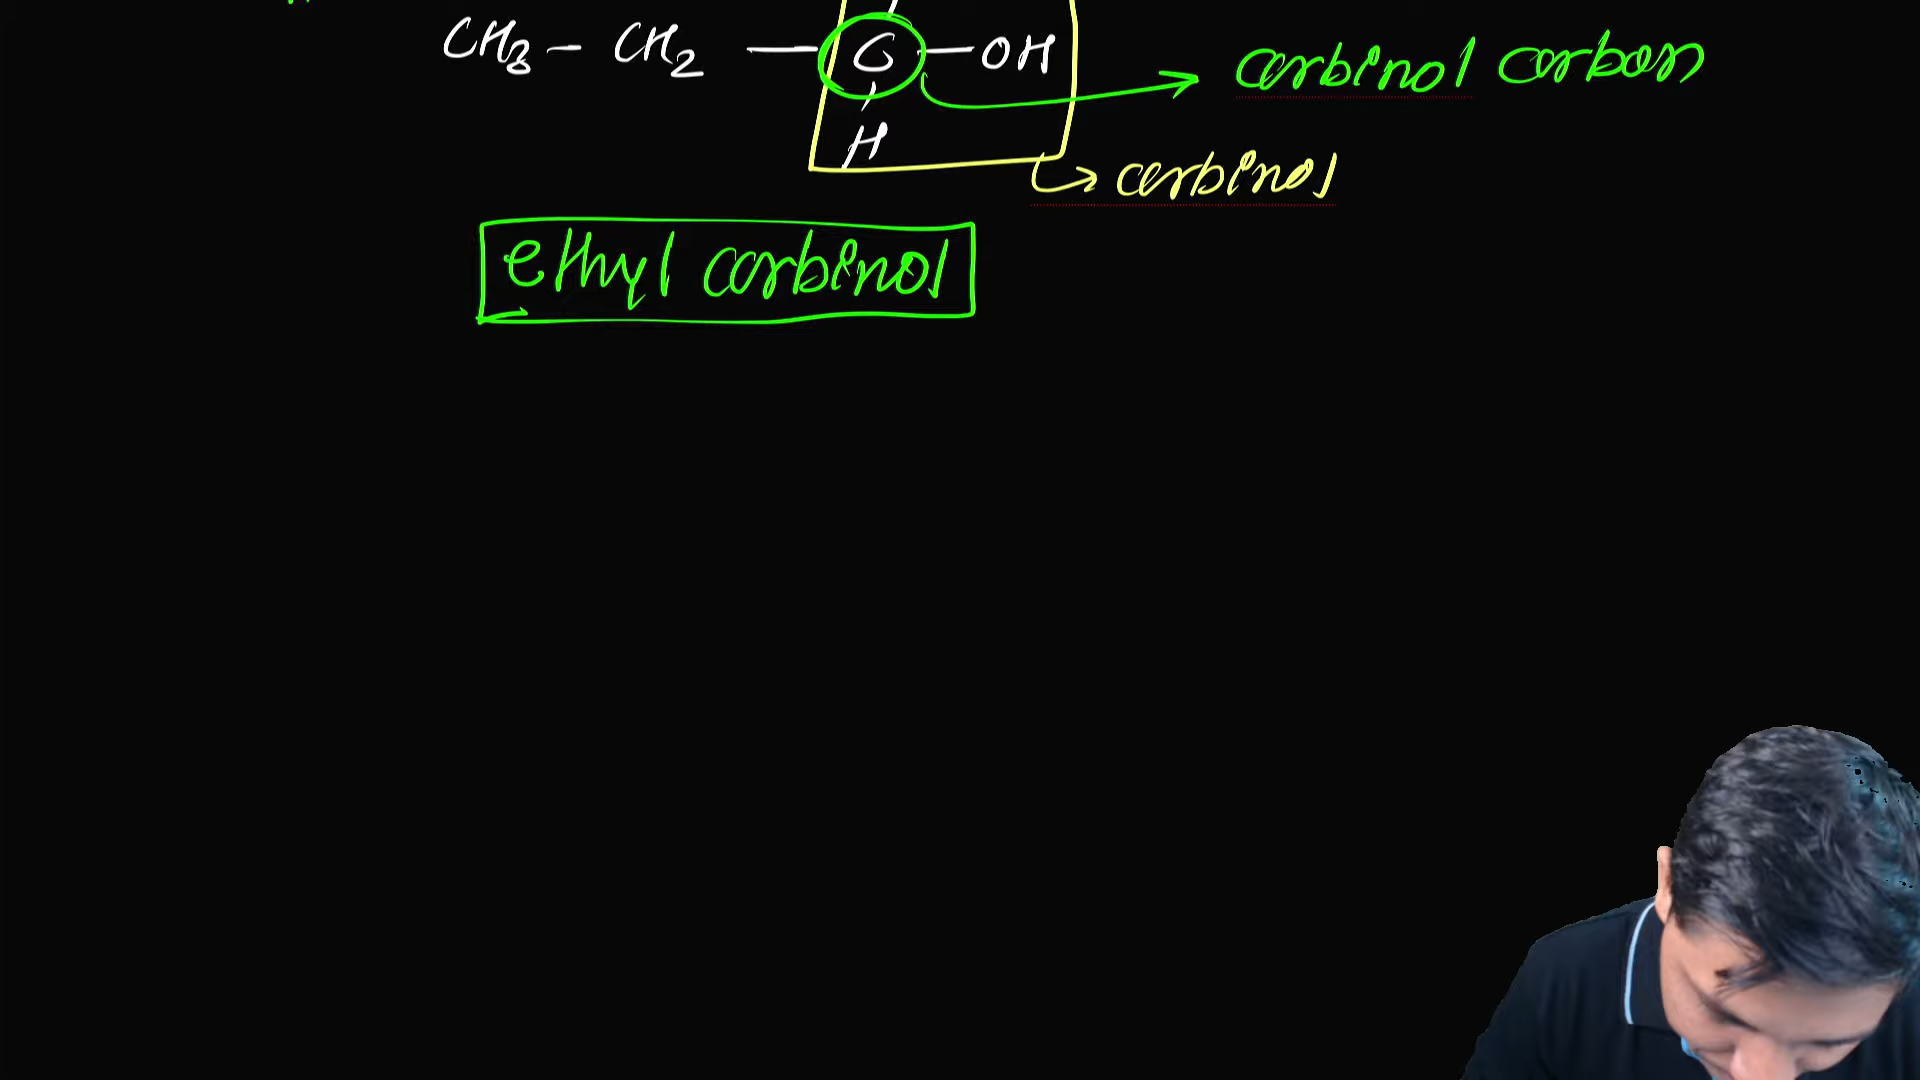 CH3 - CH2 — C — OH → carbinol carbon
H
→ carbinol
ethyl carbinol